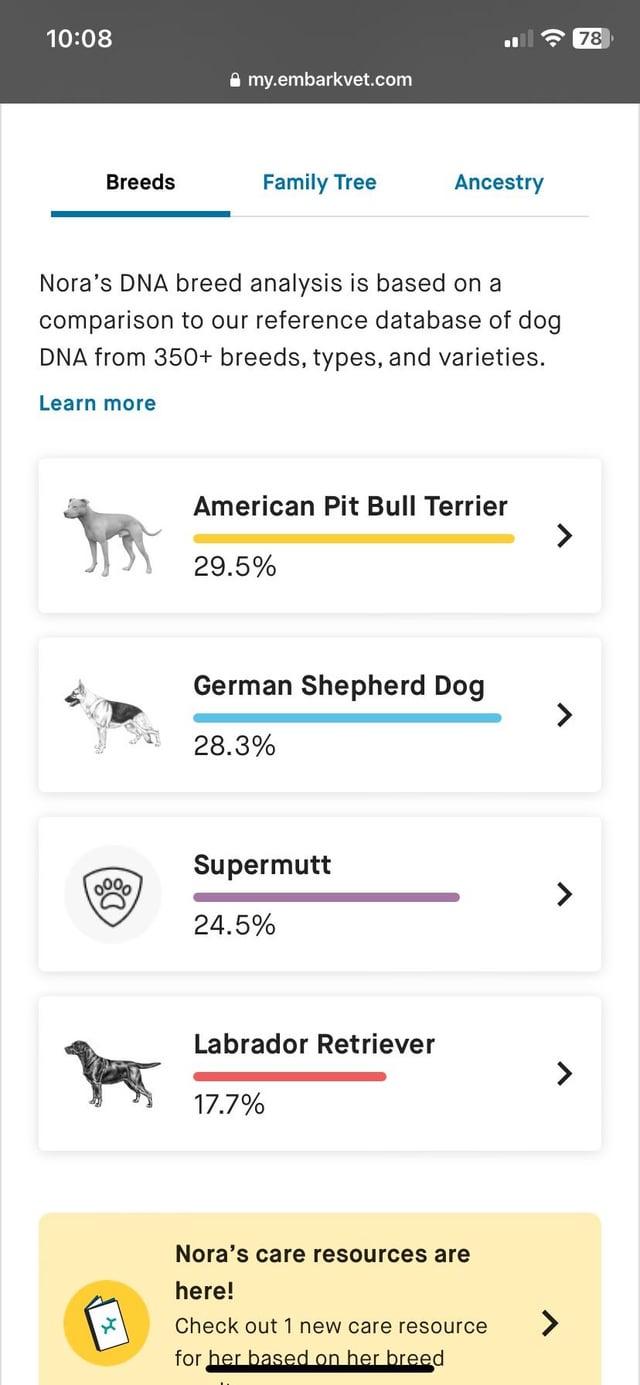 10:08
78
my.embarkvet.com
Breeds Family Tree Ancestry
Nora's DNA breed analysis is based on a
comparison to our reference database of dog
DNA from 350+ breeds, types, and varieties.
Learn more
American Pit Bull Terrier
29.5%
German Shepherd Dog
28.3%
Supermutt
24.5%
Labrador Retriever
17.7%
Nora's care resources are
here!
Check out 1 new care resource
for her based on her breed